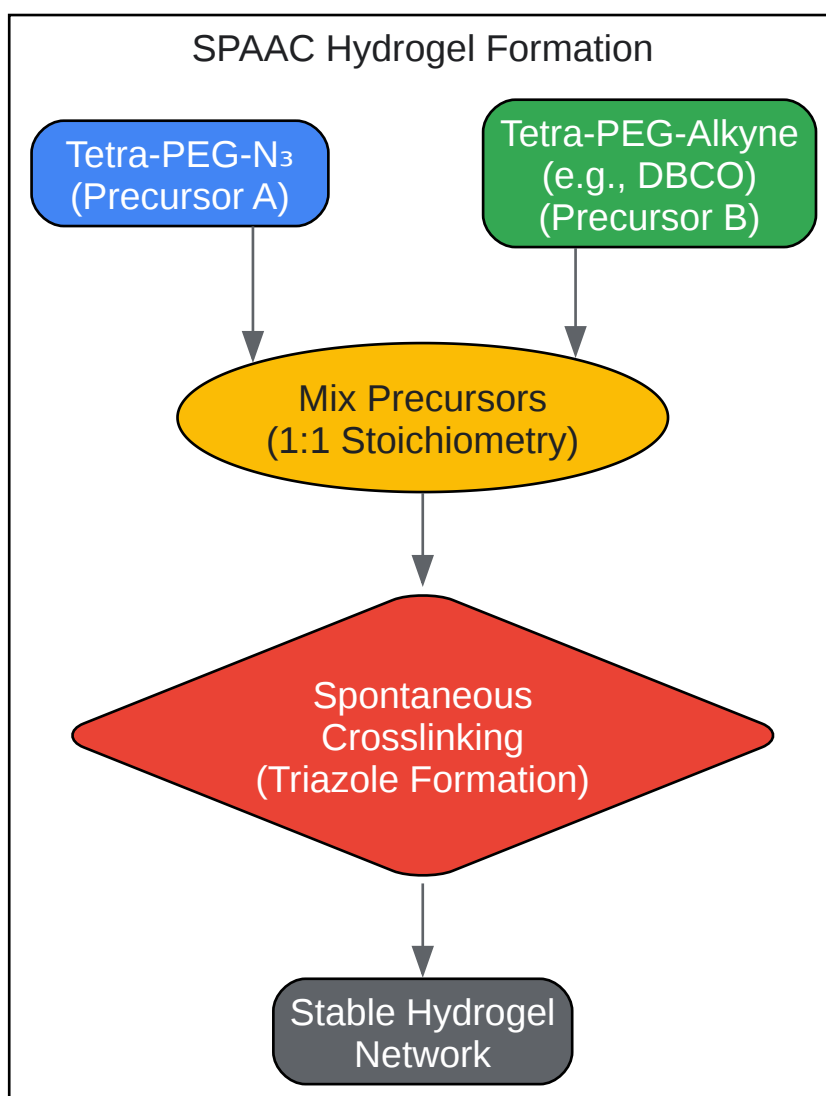 SPAAC Hydrogel Formation
Tetra-PEG-N₃
(Precursor A)
Tetra-PEG-Alkyne
(e.g., DBCO)
(Precursor B)
Mix Precursors
(1:1 Stoichiometry)
Spontaneous
Crosslinking
(Triazole Formation)
Stable Hydrogel
Network